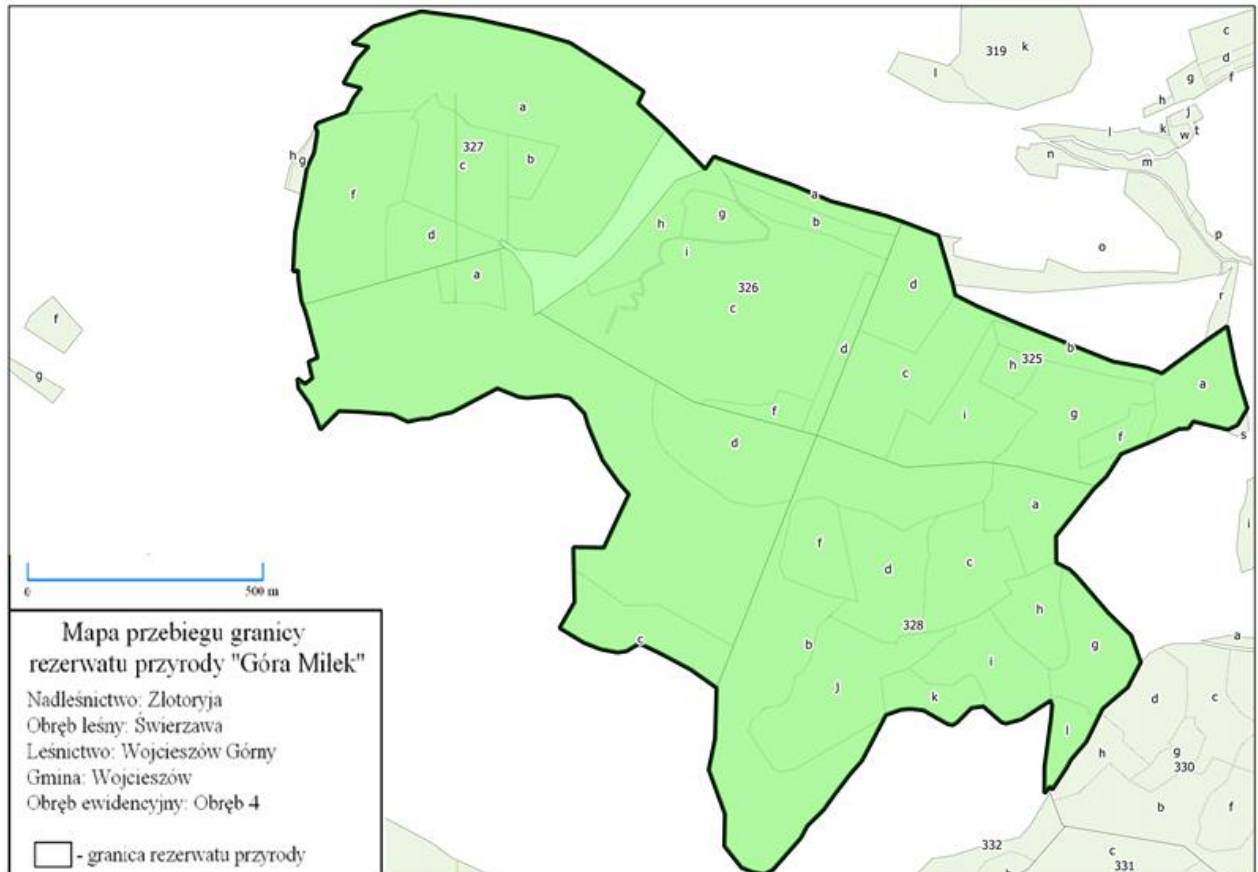 319 k
l
c
d
g
f
h
j
l
k
w
t
n
m
a
327
c
b
h
g
f
d
a
h
g
i
a
b
p
o
326
c
d
r
f
g
d
f
d
c
b
h
325
i
g
f
a
s
a
f
d
c
i
h
328
b
j
i
g
k
l
c
a
d
c
h
g
330
b
f
332
c
331
0
500 m
Mapa przebiegu granicy
rezerwatu przyrody "Góra Miłek"
Nadleśnictwo: Złotoryja
Obręb leśny: Świerzawa
Leśnictwo: Wojcieszów Górny
Gmina: Wojcieszów
Obręb ewidencyjny: Obręb 4
- granica rezerwatu przyrody